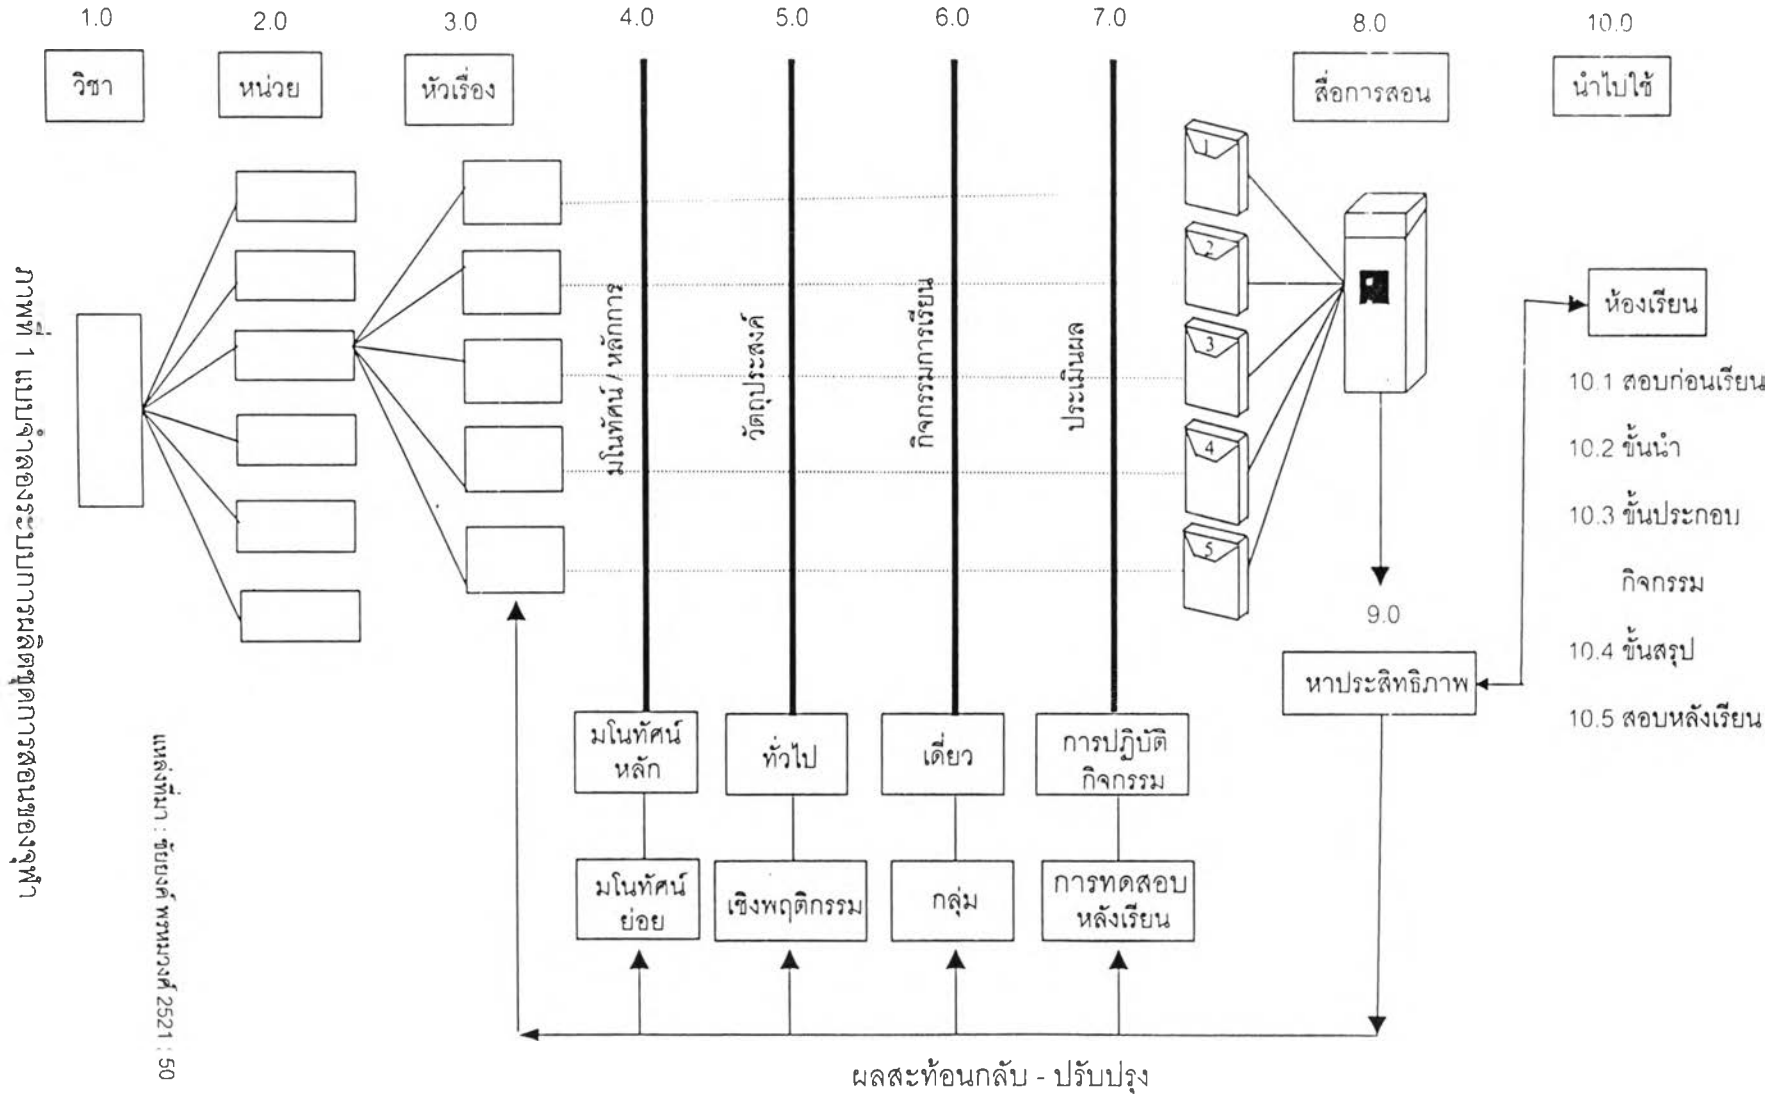 1.0 2.0 3.0 4.0 5.0 6.0 7.0 8.0 10.0
วิชา หน่วย หัวเรื่อง สื่อการสอน นำไปใช้
มโนทัศน์ / หลักการ
วัตถุประสงค์
กิจกรรมการเรียน
ประเมินผล
1
2
3
4
5
9.0
หาประสิทธิภาพ
ห้องเรียน
10.1 สอบก่อนเรียน
10.2 ขั้นนำ
10.3 ขั้นประกอบ
กิจกรรม
10.4 ขั้นสรุป
10.5 สอบหลังเรียน
มโนทัศน์
หลัก
ทั่วไป
เดี่ยว
การปฏิบัติ
กิจกรรม
มโนทัศน์
ย่อย
เชิงพฤติกรรม
กลุ่ม
การทดสอบ
หลังเรียน
ผลสะท้อนกลับ - ปรับปรุง
ภาพที่ 1 แบบจำลองระบบการผลิตชุดการสอนของจุฬา
แหล่งที่มา : ชัยยงค์ พรหมวงศ์ 2521 : 50